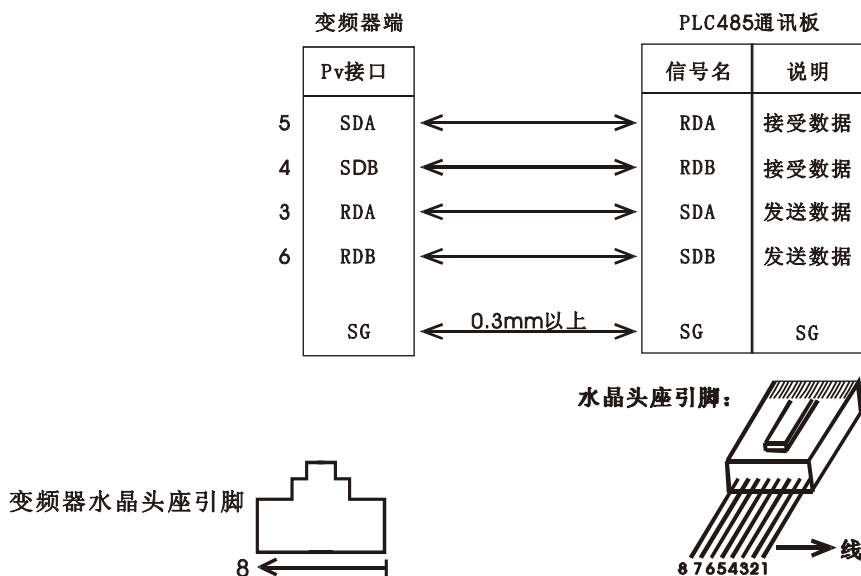 变频器端 PLC485通讯板
Pv接口 信号名 说明
5 SDA RDA 接受数据
4 SDB RDB 接受数据
3 RDA SDA 发送数据
6 RDB SDB 发送数据
SG 0.3mm以上 SG SG
水晶头座引脚：
变频器水晶头座引脚
线
8
8 7654321